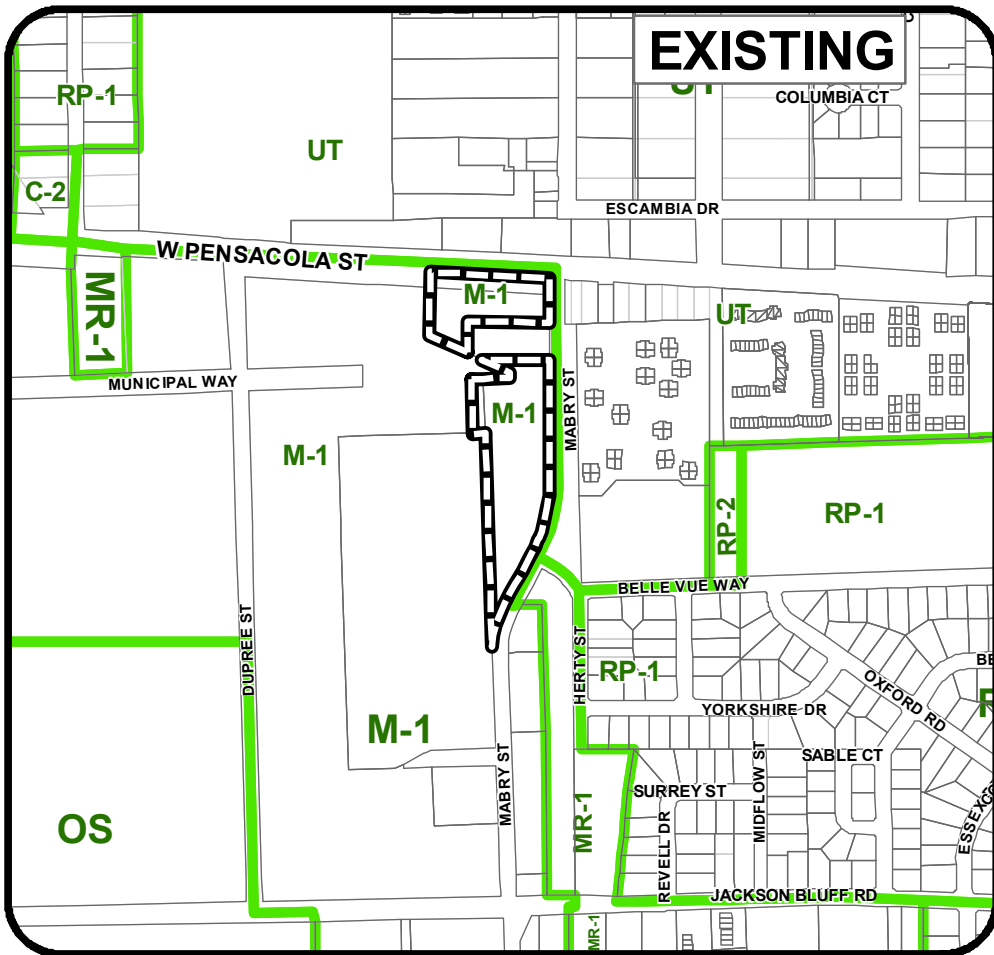 EXISTING
RP-1
COLUMBIA CT
UT
C-2
ESCAMBIA DR
W PENSACOLA ST
MR-1
M-1
UT
MUNICIPAL WAY
MABRY ST
M-1
M-1
RP-2
RP-1
BELLE VUE WAY
DUPREE ST
HERTY ST
RP-1
OXFORD RD
YORKSHIRE DR
M-1
SABLE CT
MABRY ST
SURREY ST
MIDFLOW ST
OS
MR-1
REVELL DR
JACKSON BLUFF RD
MR-1